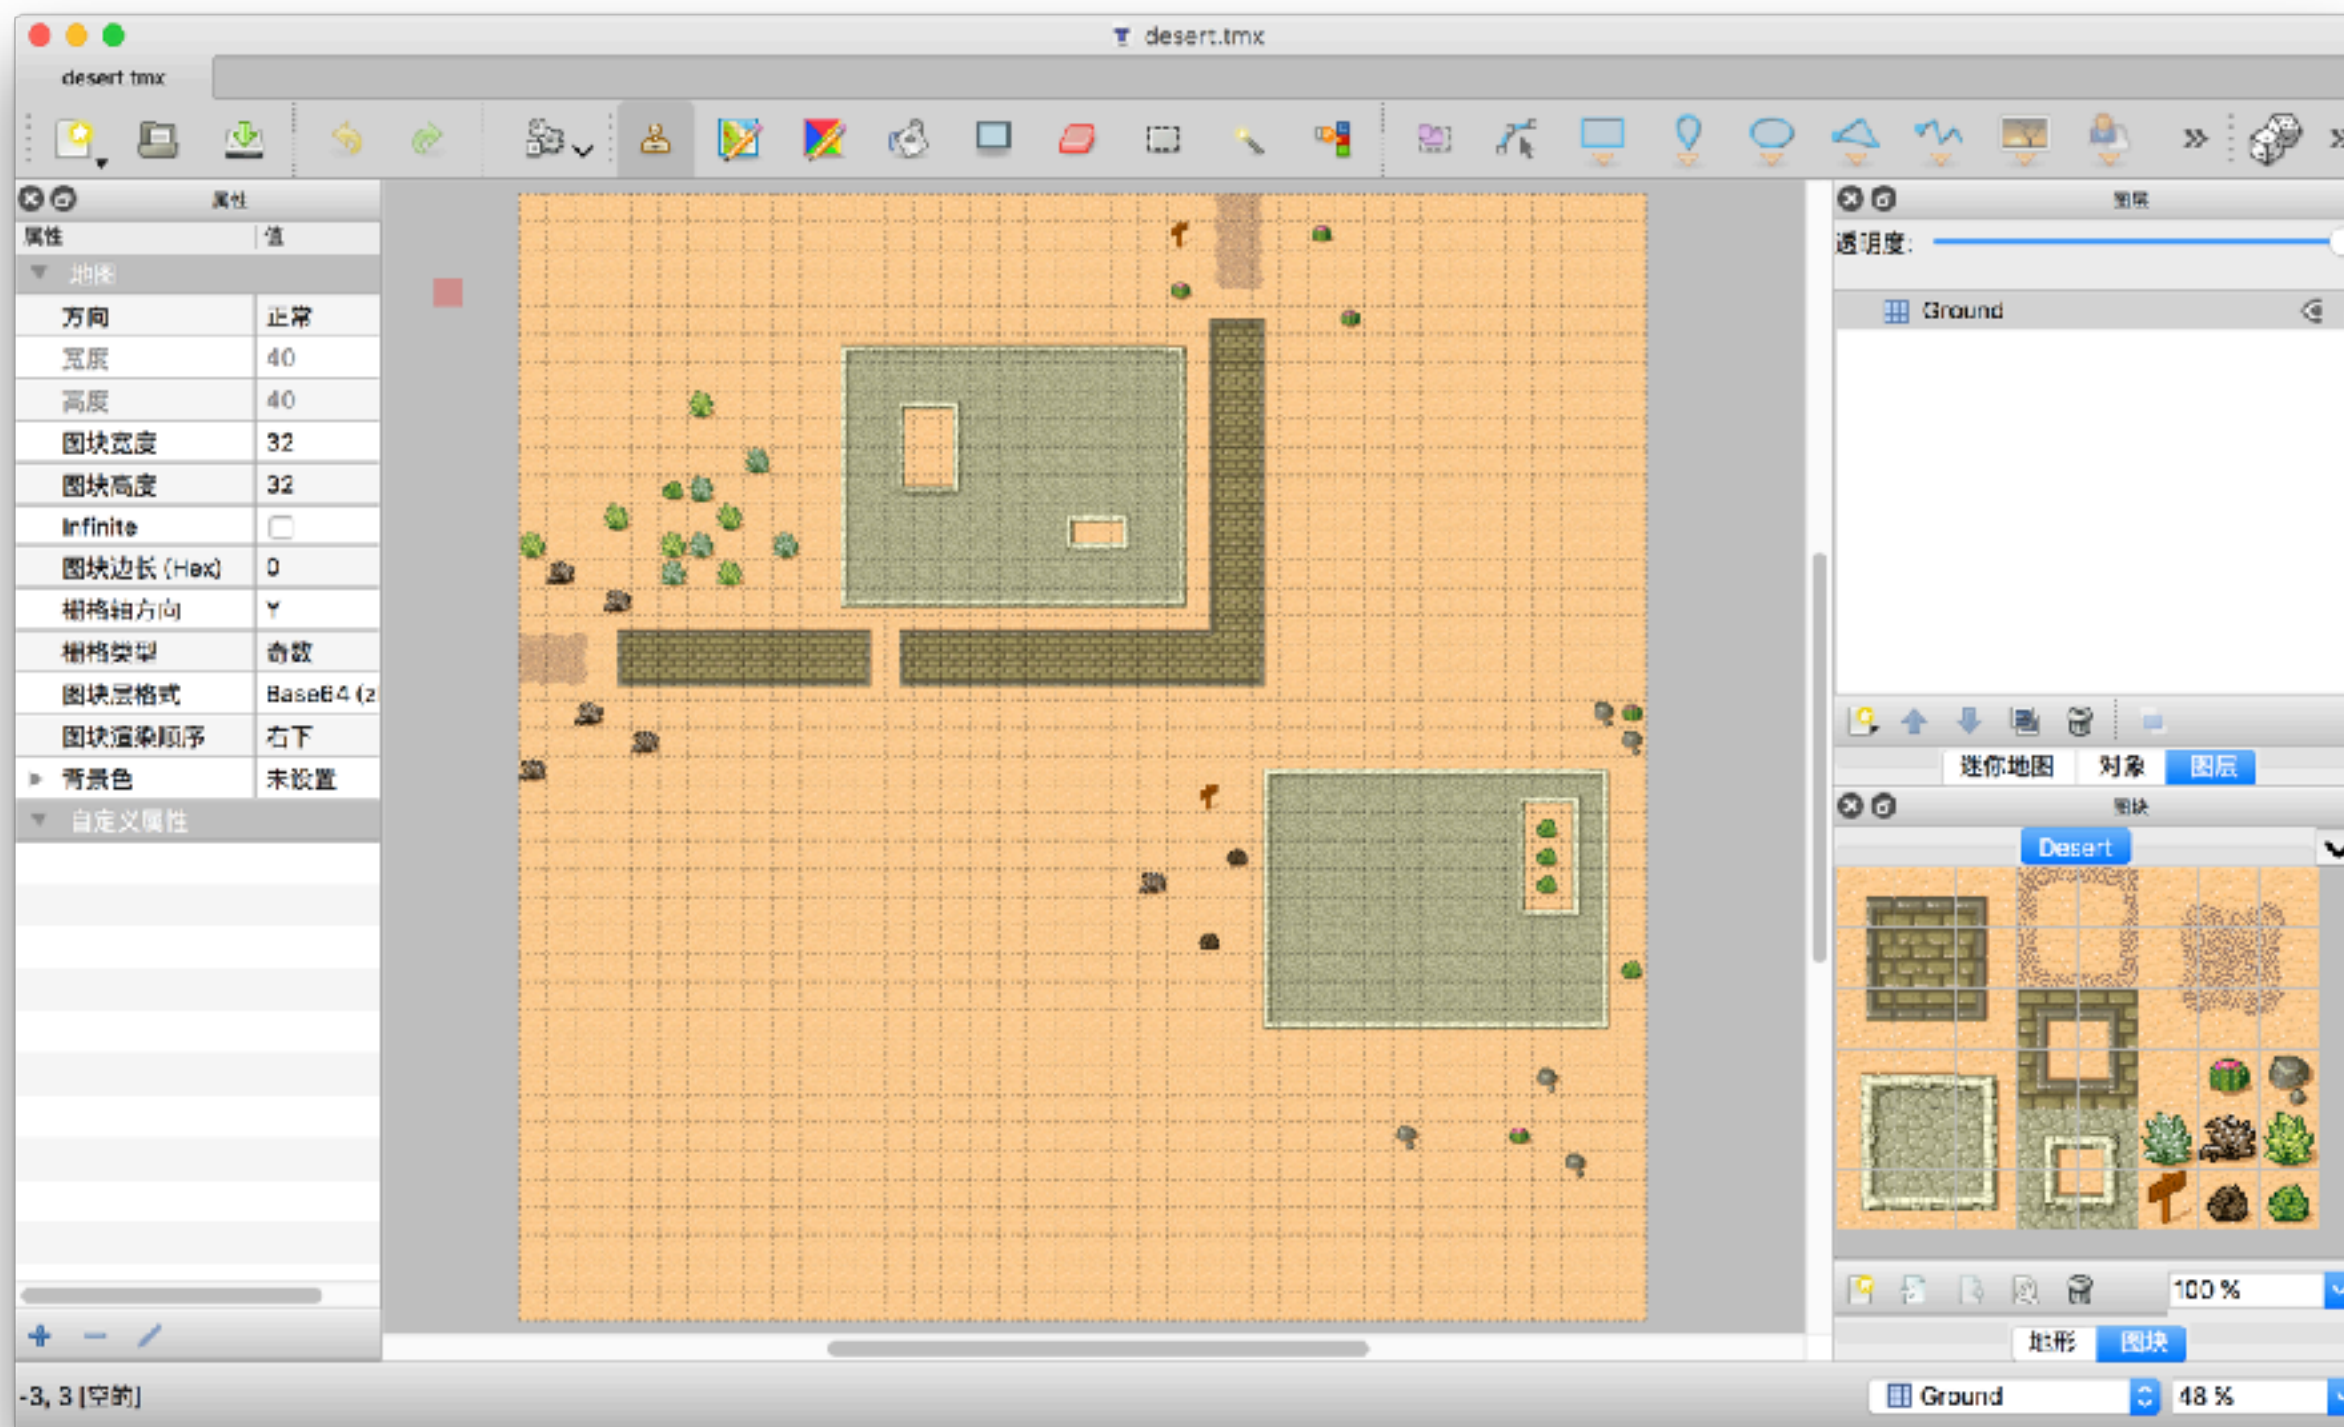 desert.tmx
desert.tmx
属性
属性 值
地图
方向 正常
宽度 40
高度 40
图块宽度 32
图块高度 32
Infinite
图块边长 (Hex) 0
栅格轴方向 Y
栅格类型 奇数
图块层格式 Base64 (z
图块渲染顺序 右下
背景色 未设置
自定义属性
图层
透明度:
Ground
迷你地图 对象 图层
图块
Desert
100 %
地形 图块
-3, 3 [空的]
Ground 48 %